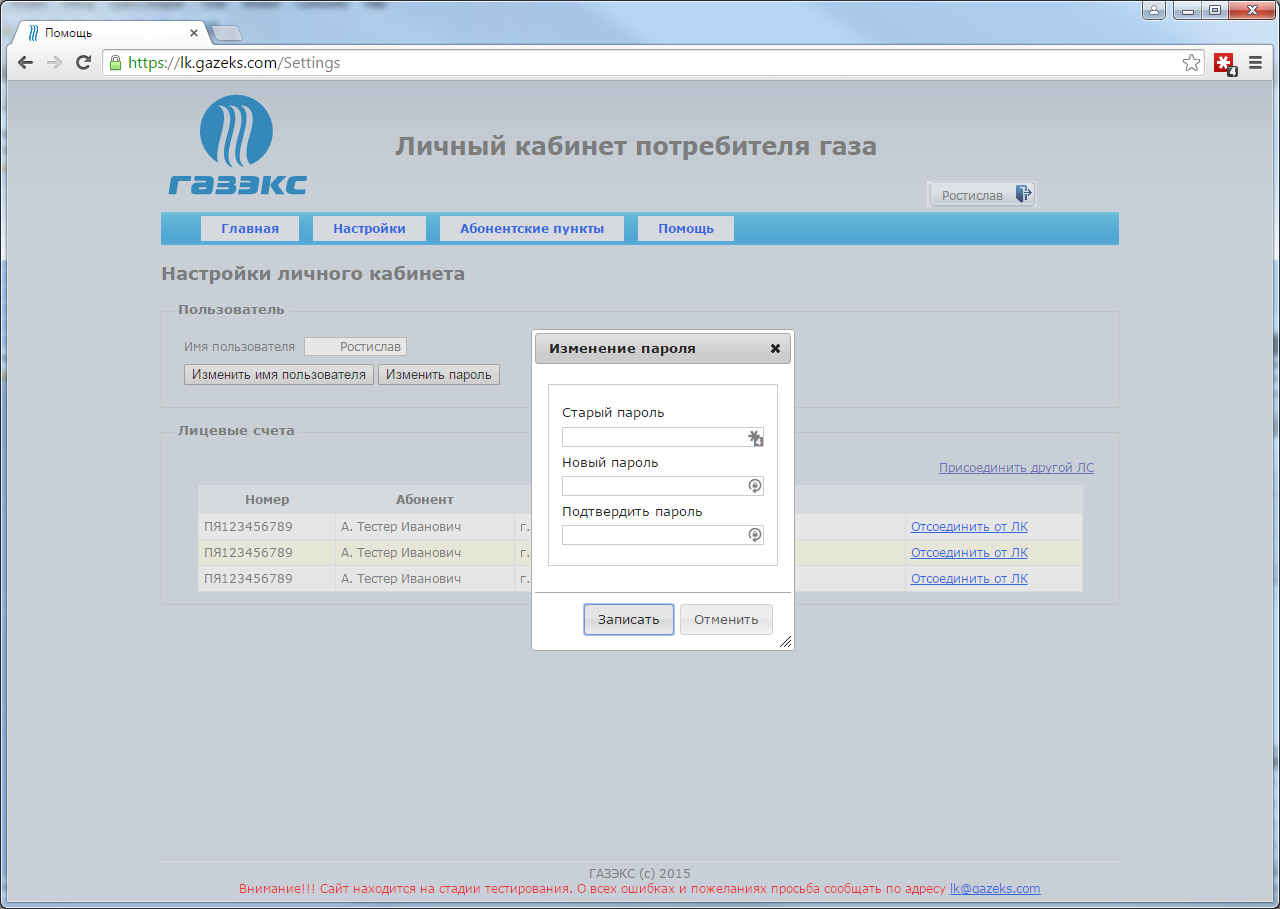 Помощь
https://lk.gazeks.com/Settings
4
Личный кабинет потребителя газа
газэкс
Ростислав
Главная Настройки Абонентские пункты Помощь
Настройки личного кабинета
Пользователь
Имя пользователя Ростислав
Изменить имя пользователя Изменить пароль
Изменение пароля
Старый пароль
4
Новый пароль
Подтвердить пароль
Записать Отменить
Лицевые счета
Присоединить другой ЛС
Номер Абонент
ПЯ123456789 А. Тестер Иванович г. Отсоединить от ЛК
ПЯ123456789 А. Тестер Иванович г. Отсоединить от ЛК
ПЯ123456789 А. Тестер Иванович г. Отсоединить от ЛК
ГАЗЭКС (с) 2015
Внимание!!! Сайт находится на стадии тестирования. О всех ошибках и пожеланиях просьба сообщать по адресу lk@gazeks.com